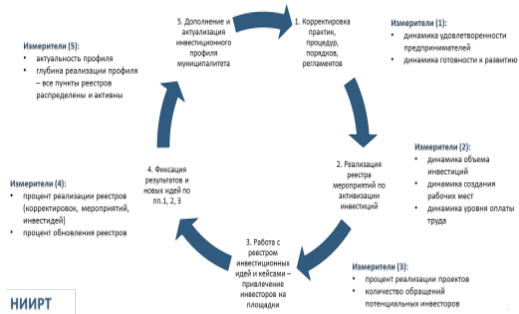 5. Дополнение и
актуализация
инвестиционного
профиля
муниципалитета
1. Корректировка
практик,
процедур,
порядков,
регламентов
Измерители (1):
• динамика удовлетворенности
предпринимателей
• динамика готовности к развитию
Измерители (5):
• актуальность профиля
• глубина реализации профиля
– все пункты реестров
распределены и активны
Измерители (2):
• динамика объема
инвестиций
• динамика создания
рабочих мест
• динамика уровня оплаты
труда
2. Реализация
реестра
мероприятий по
активизации
инвестиций
4. Фиксация
результатов и
новых идей по
пп.1, 2, 3
Измерители (4):
• процент реализации реестров
(корректировок, мероприятий,
инвестидей)
• процент обновления реестров
3. Работа с
реестром
инвестиционных
идей и кейсами –
привлечение
инвесторов на
площадки
Измерители (3):
• процент реализации проектов
• количество обращений
потенциальных инвесторов
НИИРТ